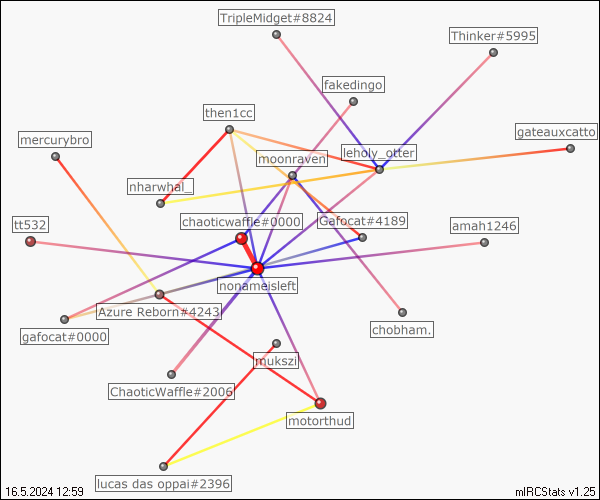 TripleMidget#8824
Thinker#5995
fakedingo
then1cc
gateauxcatto
mercurybro
leholy_otter
moonraven
nharwhal_
chaoticwaffle#0000
Gafocat#4189
tt532
amah1246
nonameisleft
Azure Reborn#4243
gafocat#0000
chobham.
mukszi
ChaoticWaffle#2006
motorthud
lucas das oppai#2396
16.5.2024 12:59
mIRCStats v1.25